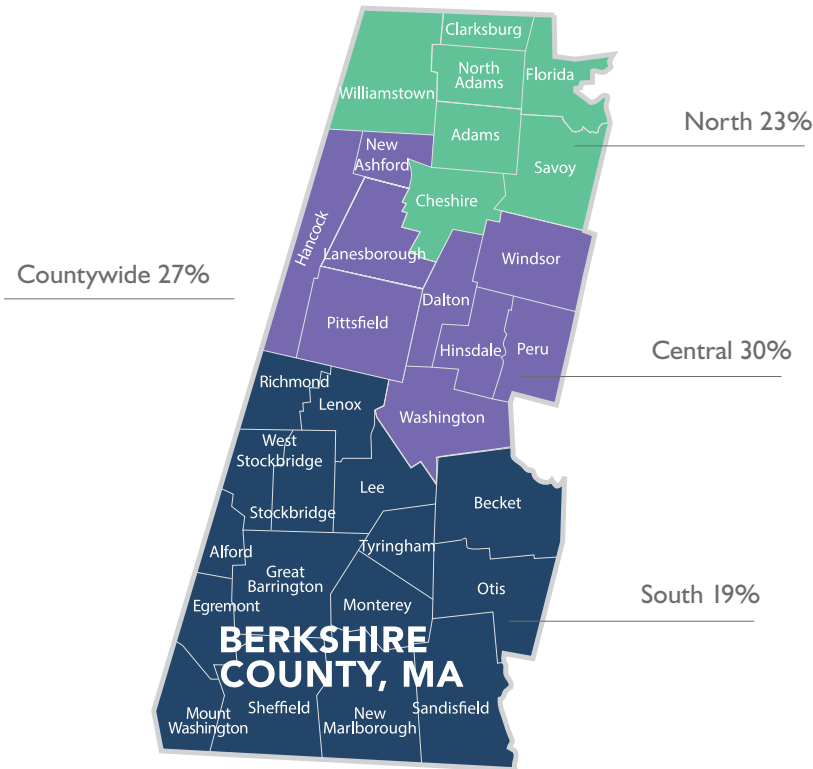 Clarksburg
North
Adams
Florida
Williamstown
North 23%
Adams
New
Ashford
Savoy
Cheshire
Hancock
Lanesborough
Windsor
Countywide 27%
Dalton
Pittsfield
Hinsdale
Peru
Central 30%
Richmond
Lenox
Washington
West
Stockbridge
Lee
Becket
Stockbridge
Alford
Tyringham
Great
Barrington
Otis
South 19%
Egremont
Monterey
BERKSHIRE
COUNTY, MA
Mount
Washington
Sheffield
New
Marlborough
Sandisfield